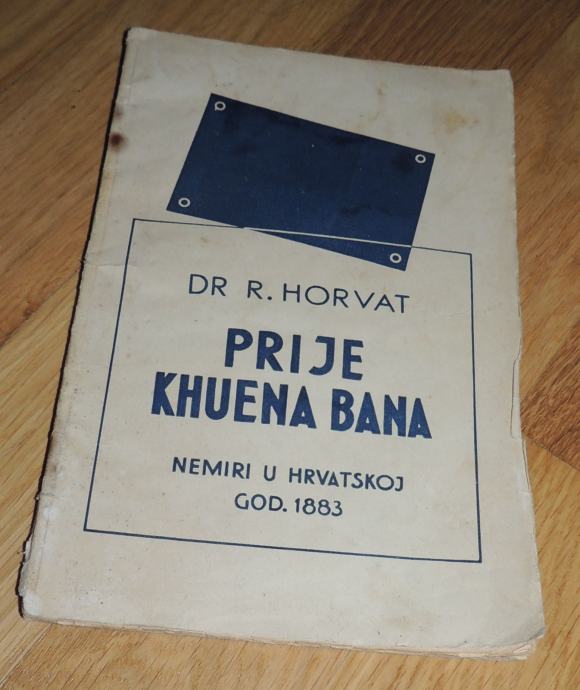 DR R. HORVAT
PRIJE
KHUENA BANA
NEMIRI U HRVATSKOJ
GOD. 1883